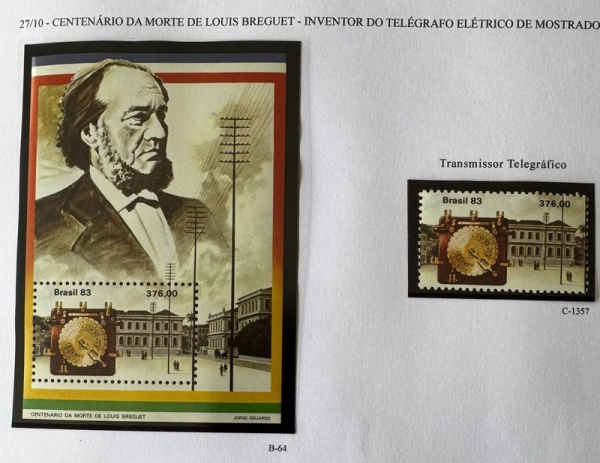 27/10 - CENTENÁRIO DA MORTE DE LOUIS BREGUET - INVENTOR DO TELÉGRAFO ELÉTRICO DE MOSTRADO
Transmissor Telegráfico
Brasil 83 376,00
C-1357
Brasil 83 376,00
CENTENÁRIO DA MORTE DE LOUIS BREGUET JORGE EDUARDO
B-64